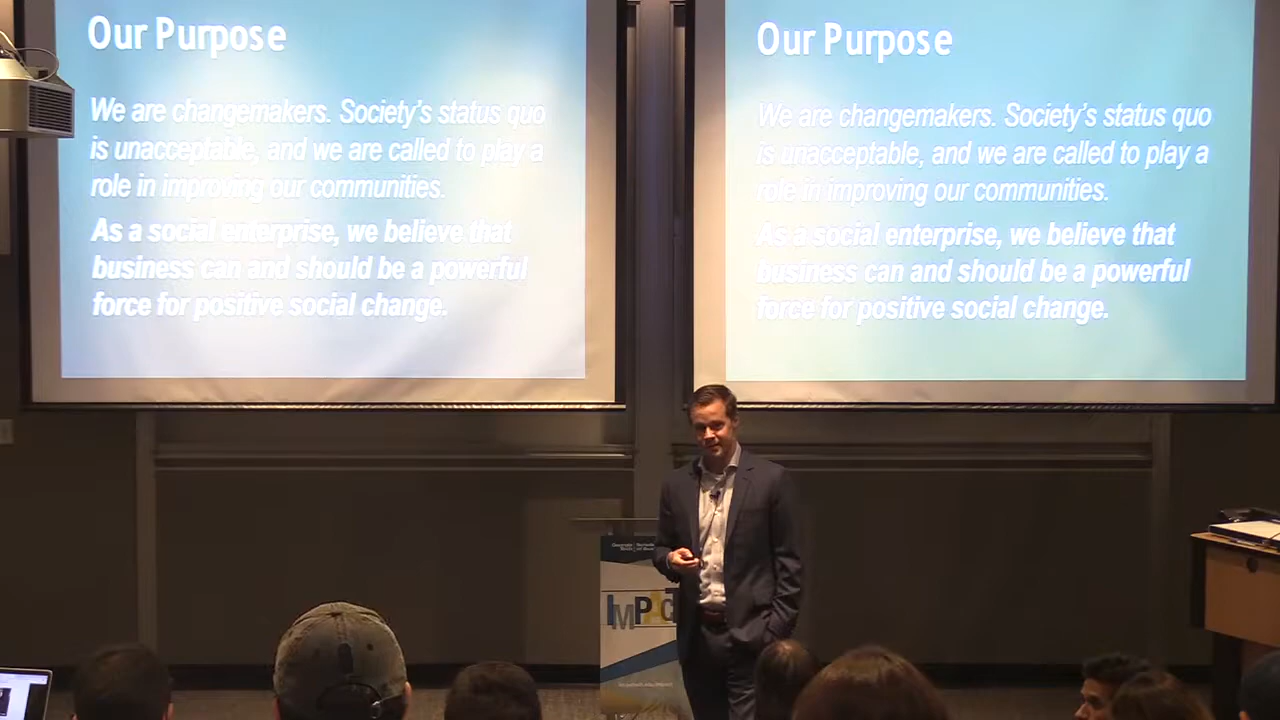 Our Purpose
We are changemakers. Society's status quo
is unacceptable, and we are called to play a
role in improving our communities.
As a social enterprise, we believe that
business can and should be a powerful
force for positive social change.
Our Purpose
We are changemakers. Society's status quo
is unacceptable, and we are called to play a
role in improving our communities.
As a social enterprise, we believe that
business can and should be a powerful
force for positive social change.
Georgia
IMPACT